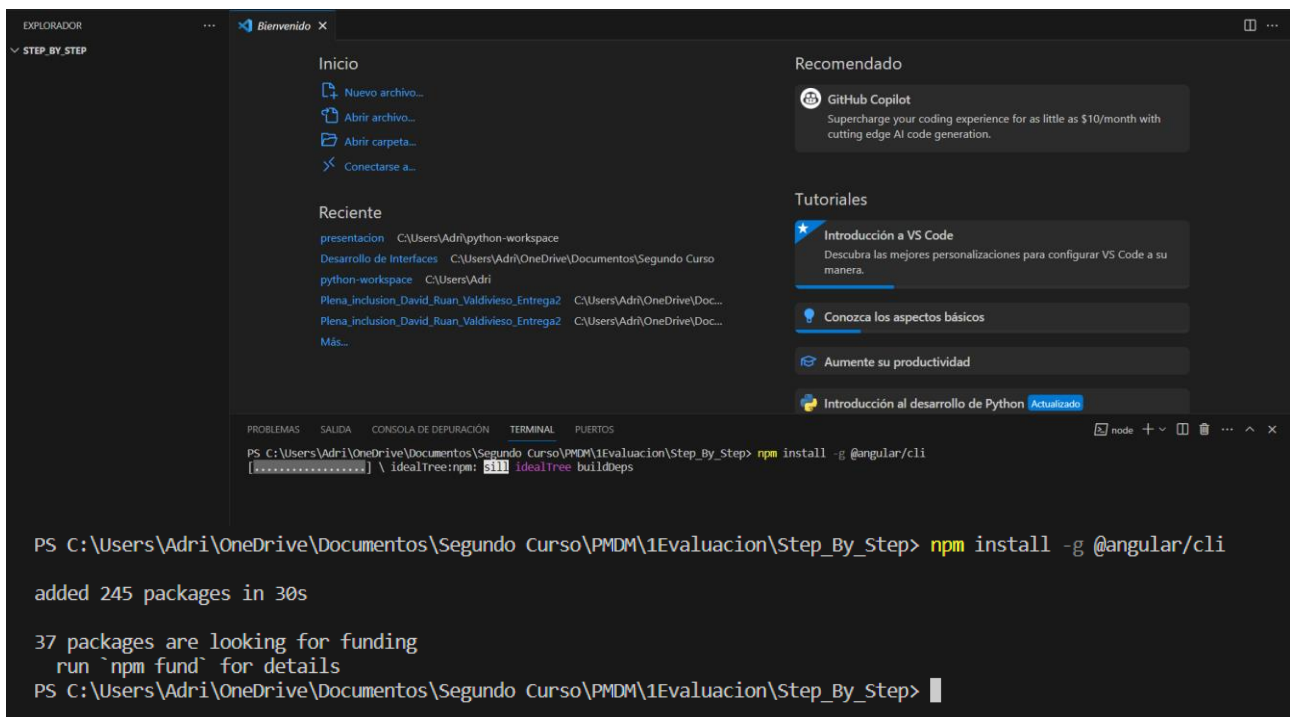 EXPLORADOR
Bienvenido
STEP_BY_STEP
Inicio
Nuevo archivo...
Abrir archivo...
Abrir carpeta...
Conectarse a...
Reciente
presentacion C:\Users\Adri\python-workspace
Desarrollo de Interfaces C:\Users\Adri\OneDrive\Documentos\Segundo Curso
python-workspace C:\Users\Adri
Plena_inclusion_David_Ruan_Valdivieso_Entrega2 C:\Users\Adri\OneDrive\Doc...
Plena_inclusion_David_Ruan_Valdivieso_Entrega2 C:\Users\Adri\OneDrive\Doc...
Más...
Recomendado
GitHub Copilot
Supercharge your coding experience for as little as $10/month with
cutting edge AI code generation.
Tutoriales
Introducción a VS Code
Descubra las mejores personalizaciones para configurar VS Code a su
manera.
Conozca los aspectos básicos
Aumente su productividad
Introducción al desarrollo de Python Actualizado
PROBLEMAS SALIDA CONSOLA DE DEPURACIÓN TERMINAL PUERTOS node
PS C:\Users\Adri\OneDrive\Documentos\Segundo Curso\PMDM\1Evaluacion\Step_By_Step> npm install -g @angular/cli
[..................] \ idealTree:npm: sill idealTree buildDeps
PS C:\Users\Adri\OneDrive\Documentos\Segundo Curso\PMDM\1Evaluacion\Step_By_Step> npm install -g @angular/cli
added 245 packages in 30s
37 packages are looking for funding
run `npm fund` for details
PS C:\Users\Adri\OneDrive\Documentos\Segundo Curso\PMDM\1Evaluacion\Step_By_Step>